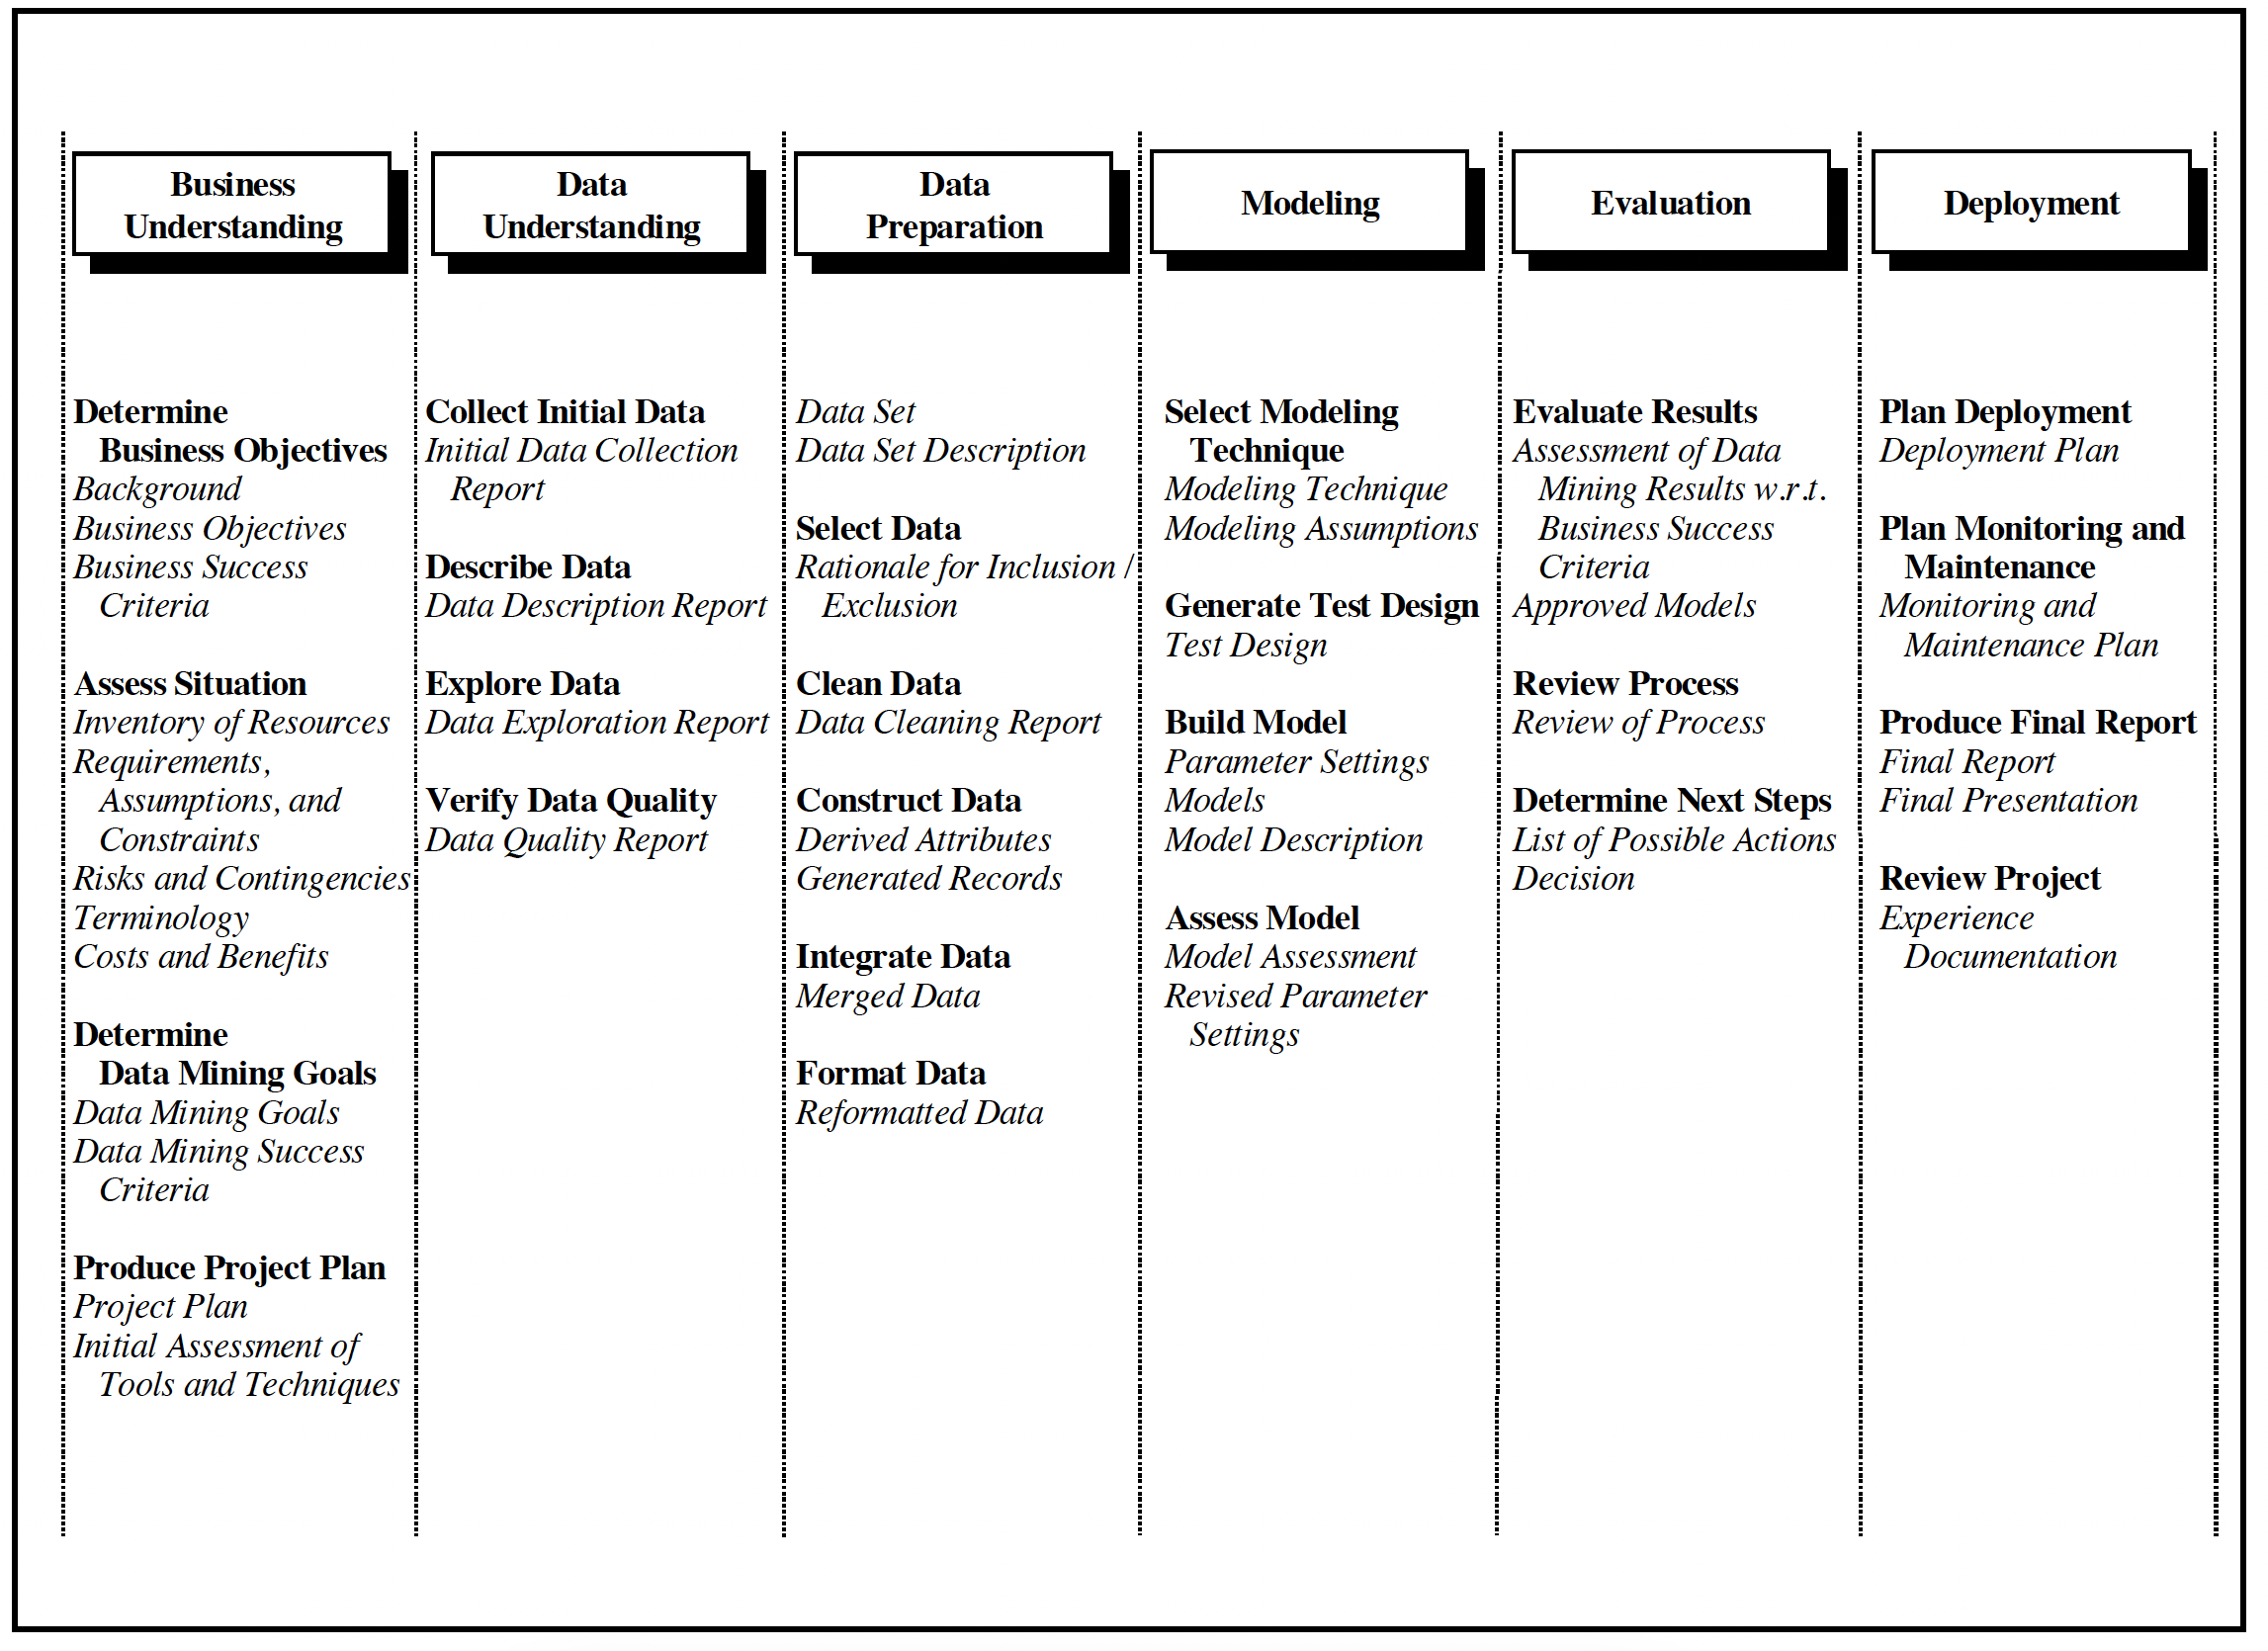 Business
Understanding
Data
Understanding
Data
Preparation
Modeling
Evaluation
Deployment
Determine
Business Objectives
Background
Business Objectives
Business Success
Criteria
Assess Situation
Inventory of Resources
Requirements,
Assumptions, and
Constraints
Risks and Contingencies
Terminology
Costs and Benefits
Determine
Data Mining Goals
Data Mining Goals
Data Mining Success
Criteria
Produce Project Plan
Project Plan
Initial Assessment of
Tools and Techniques
Collect Initial Data
Initial Data Collection
Report
Describe Data
Data Description Report
Explore Data
Data Exploration Report
Verify Data Quality
Data Quality Report
Data Set
Data Set Description
Select Data
Rationale for Inclusion /
Exclusion
Clean Data
Data Cleaning Report
Construct Data
Derived Attributes
Generated Records
Integrate Data
Merged Data
Format Data
Reformatted Data
Select Modeling
Technique
Modeling Technique
Modeling Assumptions
Generate Test Design
Test Design
Build Model
Parameter Settings
Models
Model Description
Assess Model
Model Assessment
Revised Parameter
Settings
Evaluate Results
Assessment of Data
Mining Results w.r.t.
Business Success
Criteria
Approved Models
Review Process
Review of Process
Determine Next Steps
List of Possible Actions
Decision
Plan Deployment
Deployment Plan
Plan Monitoring and
Maintenance
Monitoring and
Maintenance Plan
Produce Final Report
Final Report
Final Presentation
Review Project
Experience
Documentation